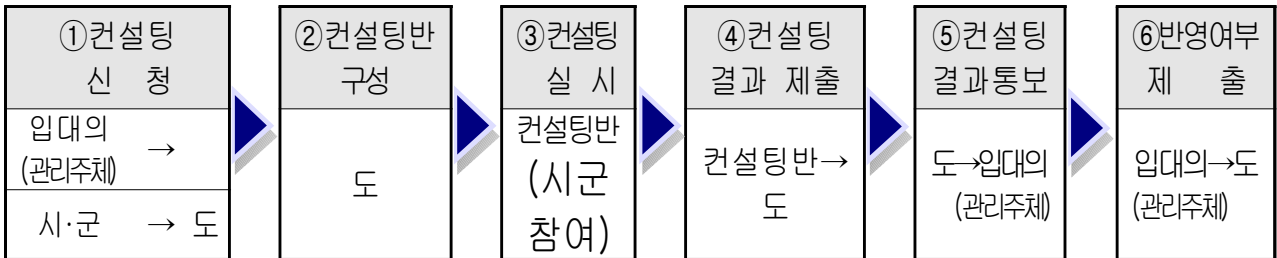 ①컨설팅
신 청
입대의
(관리주체) →
시·군 → 도
②컨설팅반
구성
도
③컨설팅
실 시
컨설팅반
(시군
참여)
④컨설팅
결과 제출
컨설팅반→
도
⑤컨설팅
결과통보
도→입대의
(관리주체)
⑥반영여부
제 출
입대의→도
(관리주체)